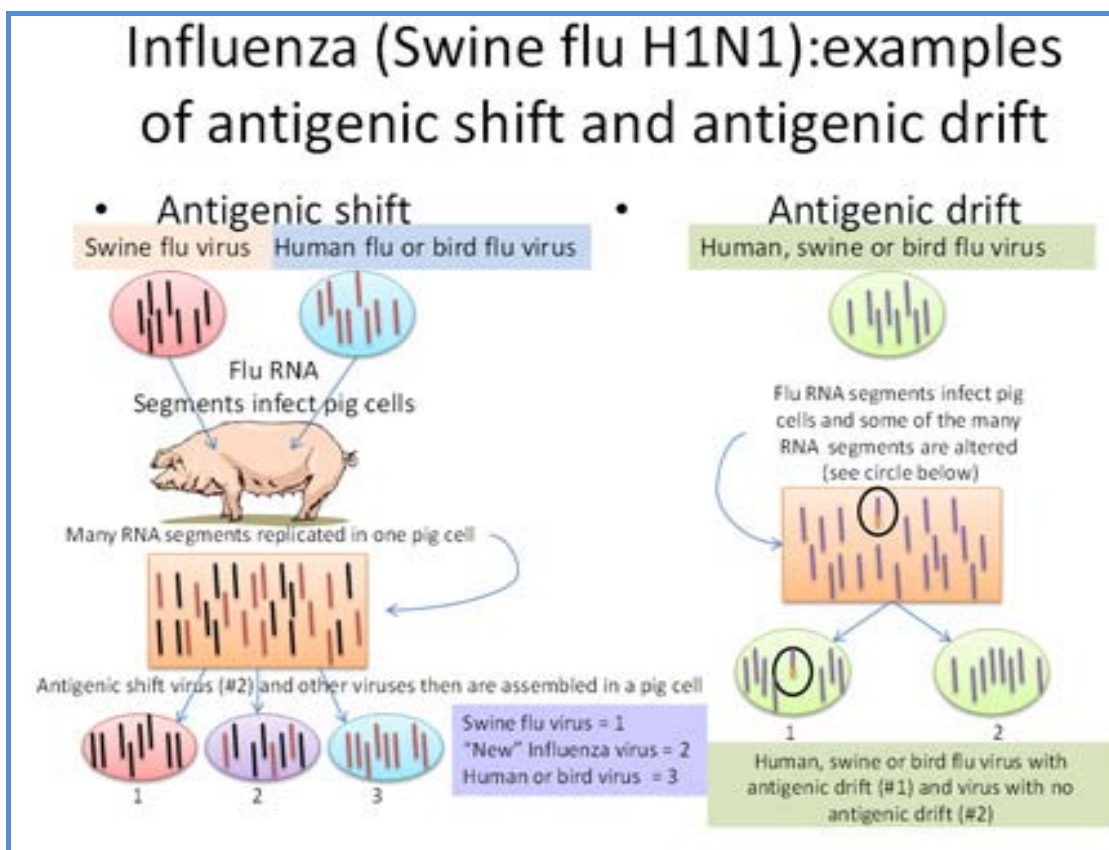 Influenza (Swine flu H1N1):examples
of antigenic shift and antigenic drift
• Antigenic shift
Swine flu virus
Human flu or bird flu virus
Flu RNA
Segments infect pig cells
Many RNA segments replicated in one pig cell
Antigenic shift virus (#2) and other viruses then are assembled in a pig cell
1
2
3
Swine flu virus = 1
"New" Influenza virus = 2
Human or bird virus = 3
• Antigenic drift
Human, swine or bird flu virus
Flu RNA segments infect pig
cells and some of the many
RNA segments are altered
(see circle below)
1
2
Human, swine or bird flu virus with
antigenic drift (#1) and virus with no
antigenic drift (#2)